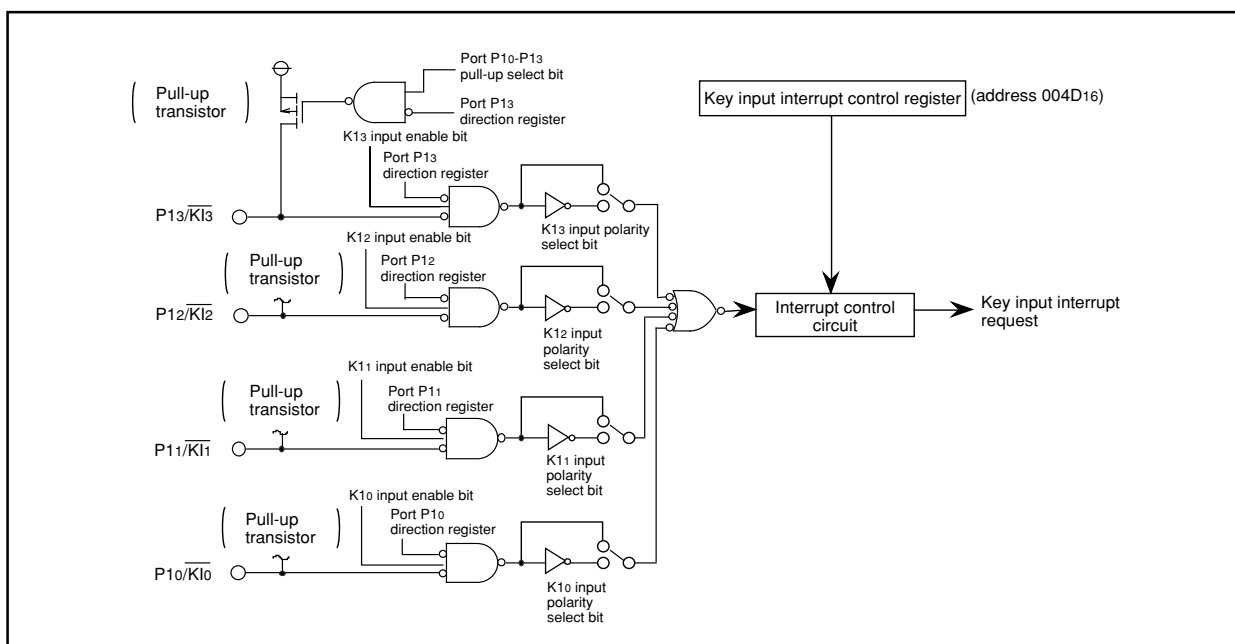 Port P10-P13
pull-up select bit
Pull-up
transistor
Key input interrupt control register
(address 004D16)
Port P13
direction register
K13 input enable bit
Port P13
direction register
P13/KI3
K13 input polarity
select bit
K12 input enable bit
Pull-up
transistor
Port P12
direction register
P12/KI2
Interrupt control
circuit
Key input interrupt
request
K12 input
polarity
select bit
K11 input enable bit
Pull-up
transistor
Port P11
direction register
P11/KI1
K11 input
polarity
select bit
K10 input enable bit
Pull-up
transistor
Port P10
direction register
P10/KI0
K10 input
polarity
select bit